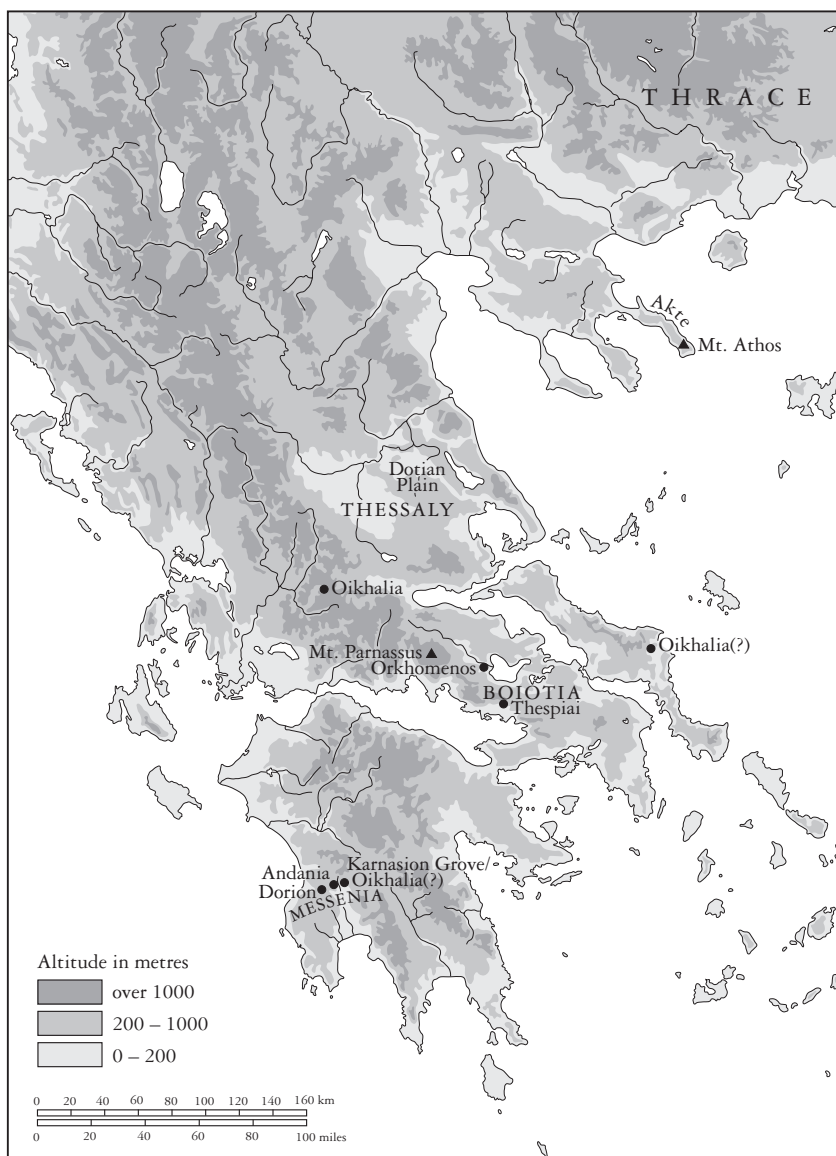 THRACE
Akte
Mt. Athos
Dotian
Plain
THESSALY
Oikhalia
Oikhalia(?)
Mt. Parnassus
Orkhomenos
BOIOTIA
Thespiai
Karnasion Grove/
Andania
Oikhalia(?)
Dorion
MESSENIA
Altitude in metres
over 1000
200 – 1000
0 – 200
0 20 40 60 80 100 120 140 160 km
0 20 40 60 80 100 miles